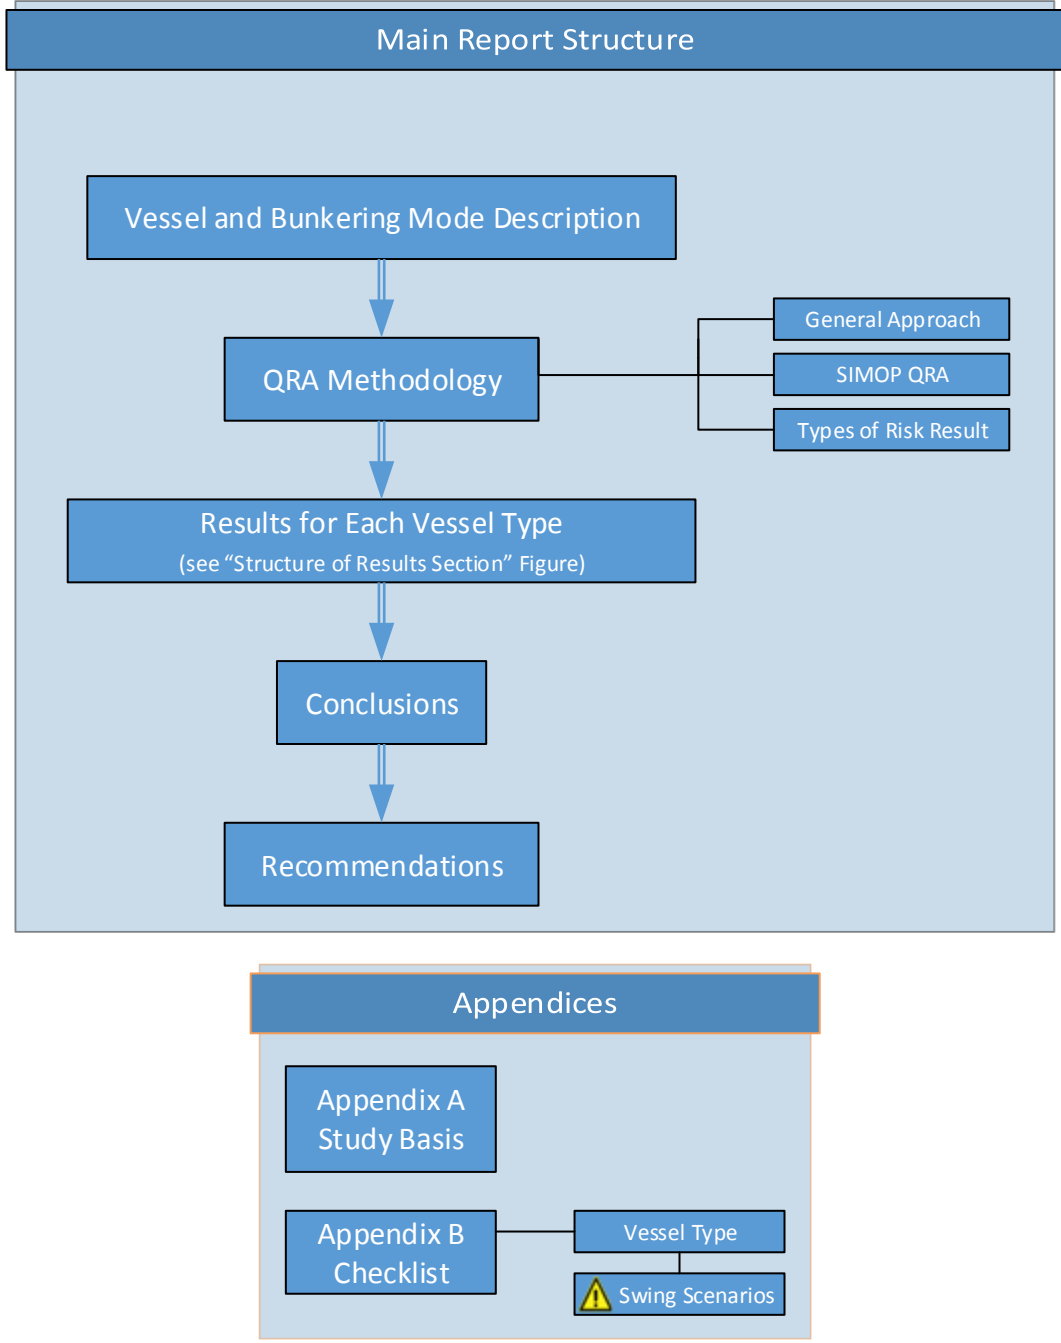 Main Report Structure
Vessel and Bunkering Mode Description
QRA Methodology
General Approach
SIMOP QRA
Types of Risk Result
Results for Each Vessel Type
(see “Structure of Results Section” Figure)
Conclusions
Recommendations
Appendices
Appendix A
Study Basis
Appendix B
Checklist
Vessel Type
Swing Scenarios